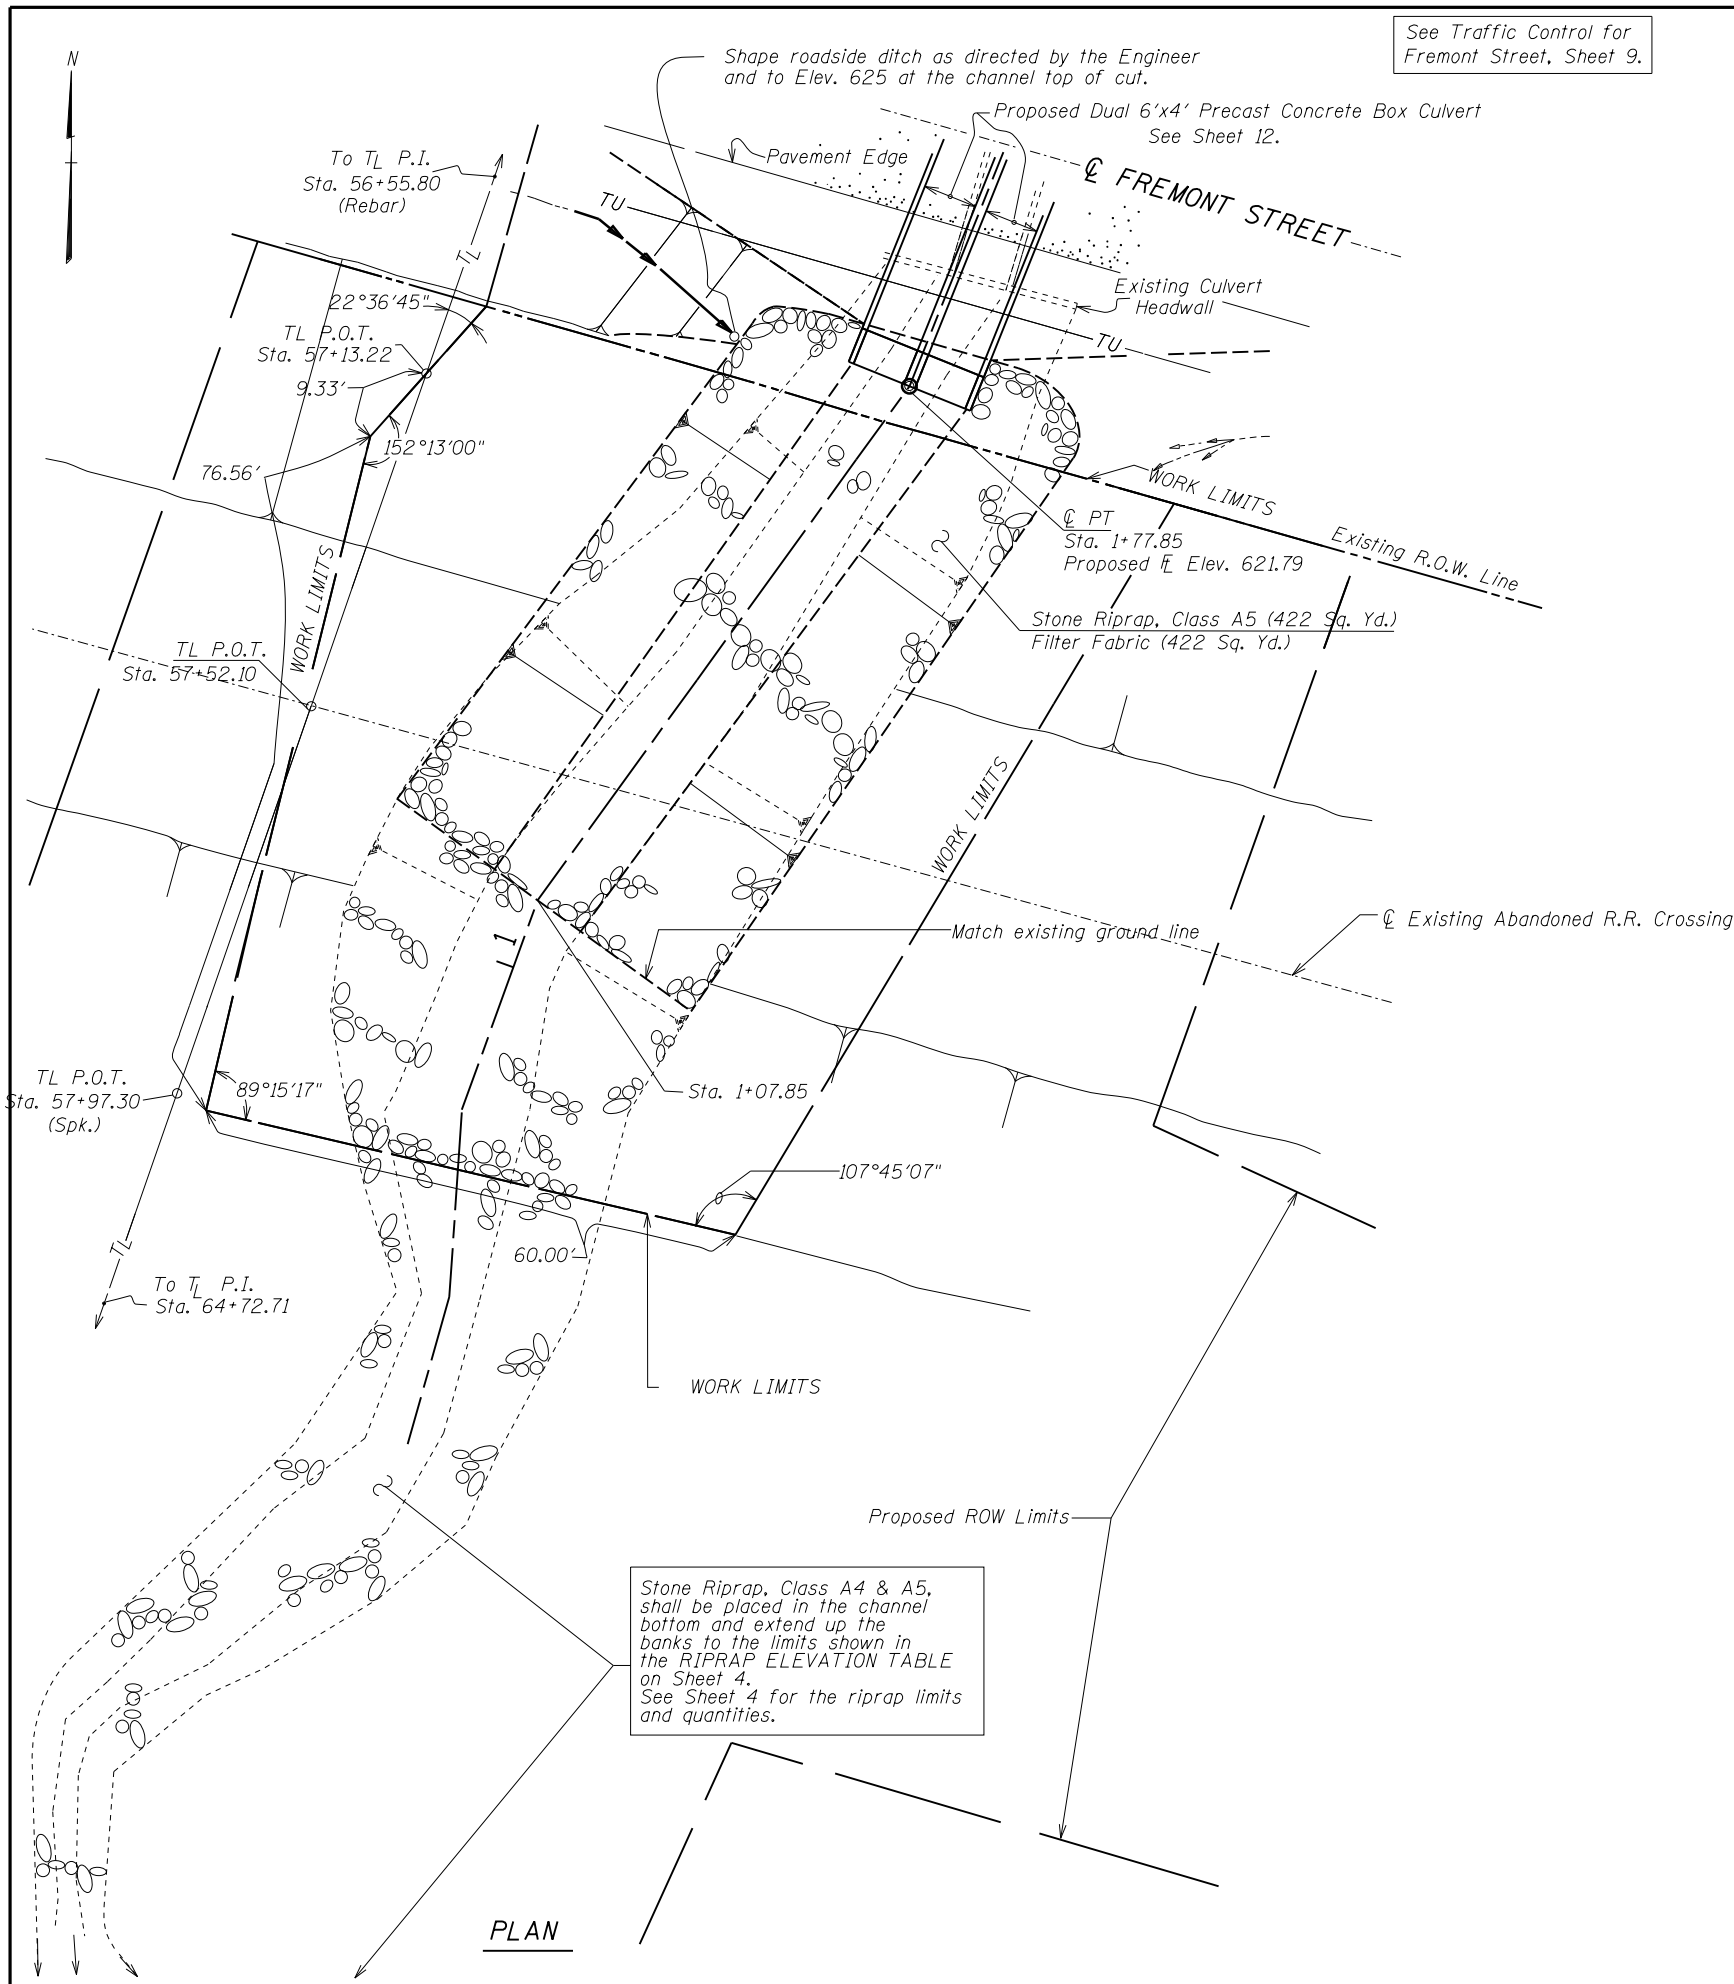 See Traffic Control for
Fremont Street, Sheet 9.
N
Shape roadside ditch as directed by the Engineer
and to Elev. 625 at the channel top of cut.
Proposed Dual 6'x4' Precast Concrete Box Culvert
See Sheet 12.
Pavement Edge
℄ FREMONT STREET
To TL P.I.
Sta. 56+55.80
(Rebar)
TU
TL
Existing Culvert
Headwall
22°36'45"
TL P.O.T.
Sta. 57+13.22
TU
9.33'
152°13'00"
76.56'
WORK LIMITS
℄ PT
Sta. 1+77.85
Proposed FL Elev. 621.79
Existing R.O.W. Line
WORK LIMITS
Stone Riprap, Class A5 (422 Sq. Yd.)
Filter Fabric (422 Sq. Yd.)
TL P.O.T.
Sta. 57+52.10
WORK LIMITS
℄ Existing Abandoned R.R. Crossing
Match existing ground line
TL P.O.T.
Sta. 57+97.30
(Spk.)
89°15'17"
Sta. 1+07.85
107°45'07"
60.00'
TL
To TL P.I.
Sta. 64+72.71
WORK LIMITS
Proposed ROW Limits
Stone Riprap, Class A4 & A5,
shall be placed in the channel
bottom and extend up the
banks to the limits shown in
the RIPRAP ELEVATION TABLE
on Sheet 4.
See Sheet 4 for the riprap limits
and quantities.
PLAN